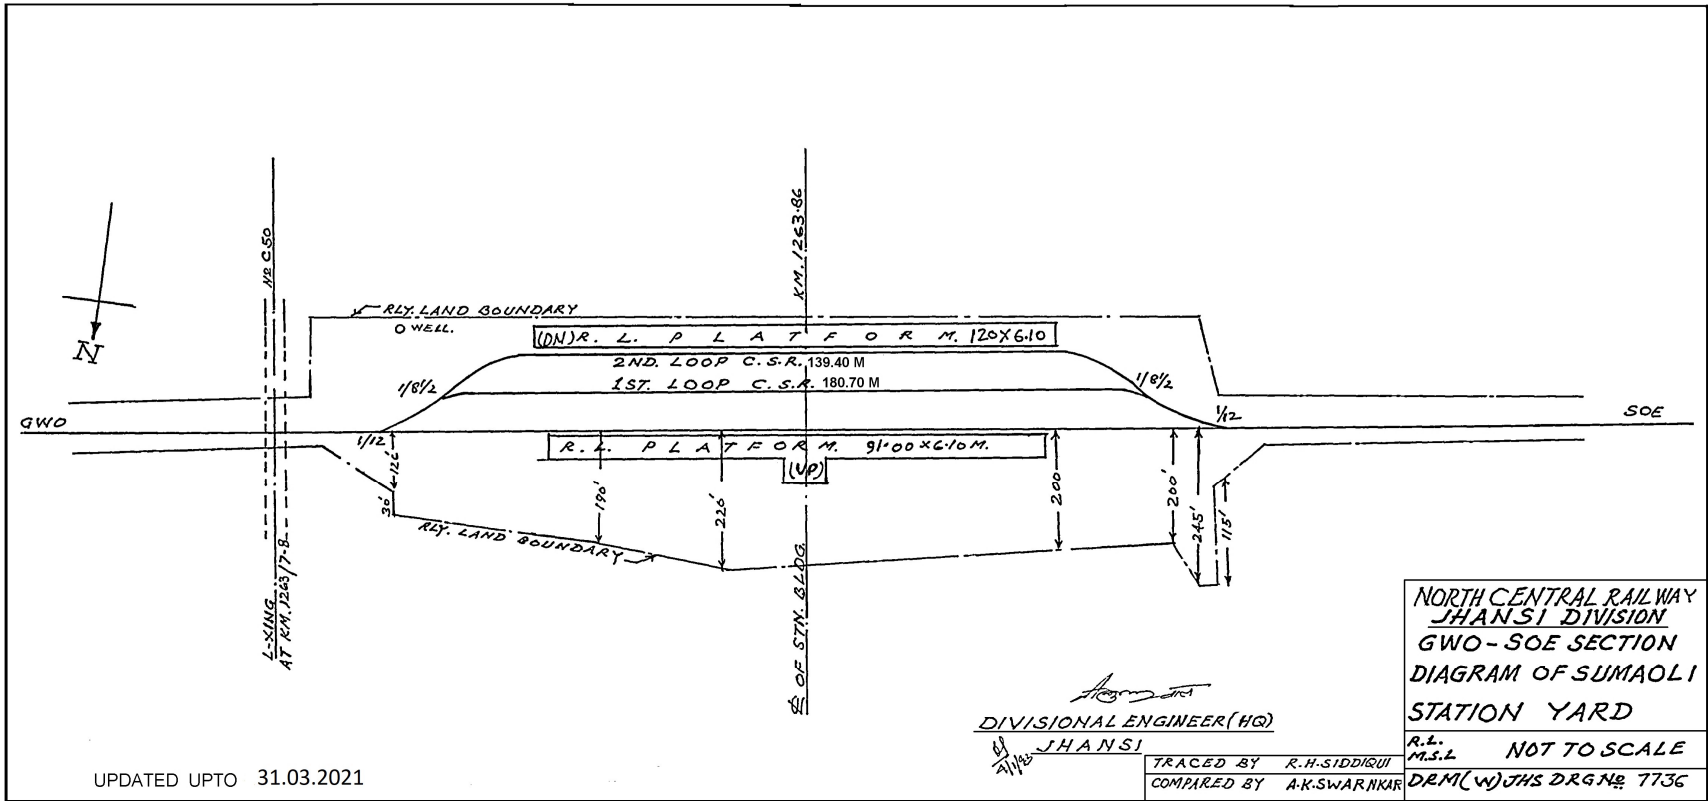 KM. 1263.86
No C 50
N
RLY. LAND BOUNDARY
WELL.
(DN) R. L. PLATFORM. 120X6.10
2ND. LOOP C.S.R. 139.40 M
1ST. LOOP C.S.R. 180.70 M
1/8½
1/8½
GWO
SOE
1/12
1/12
R. L. PLATFORM. 91.00X6.10M.
(UP)
126'
30'
190'
226'
200'
200'
245'
115'
RLY. LAND BOUNDARY
L-XING
AT KM. 1263/7-8
OF STN. BLDG.
DIVISIONAL ENGINEER(HQ)
JHANSI
TRACED BY R.H.SIDDIQUI
COMPARED BY A.K.SWARNKAR
NORTH CENTRAL RAILWAY
JHANSI DIVISION
GWO-SOE SECTION
DIAGRAM OF SUMAOLI
STATION YARD
R.L.
M.S.L
NOT TO SCALE
DRM(W)JHS DRG No 7736
UPDATED UPTO 31.03.2021